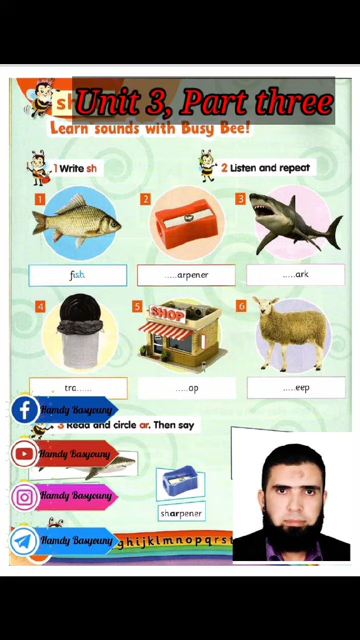 sh
Unit 3, Part three
Learn sounds with Busy Bee!
1 Write sh
2 Listen and repeat
1
2
3
fish
.....arpener
.....ark
4
5
6
SHOP
tra.....
.....op
.....eep
3 Read and circle ar. Then say
Hamdy Basyouny
Hamdy Basyouny
Hamdy Basyouny
Hamdy Basyouny
sharpener
ghijklmnopqrst